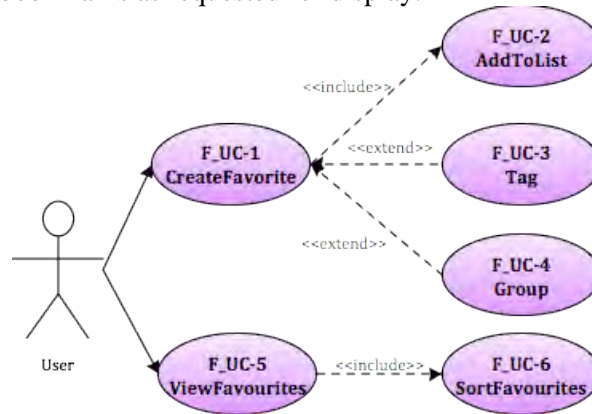 F_UC-2
AddToList
<<include>>
F_UC-1
CreateFavorite
<<extend>>
F_UC-3
Tag
<<extend>>
F_UC-4
Group
User
F_UC-5
ViewFavourites
<<include>>
F_UC-6
SortFavourites